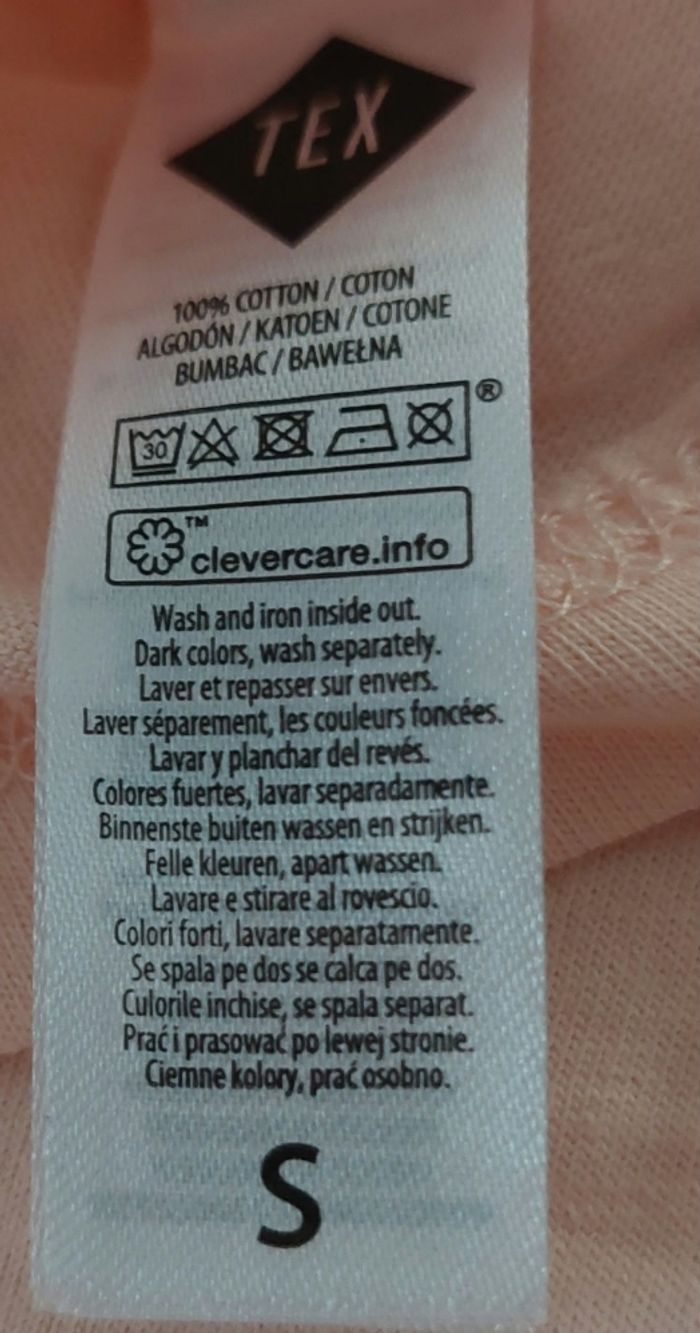 TEX
100% COTTON / COTON
ALGODÓN / KATOEN / COTONE
BUMBAC / BAWEŁNA
®
30
™
clevercare.info
Wash and iron inside out.
Dark colors, wash separately.
Laver et repasser sur envers.
Laver séparement, les couleurs foncées.
Lavar y planchar del revés.
Colores fuertes, lavar separadamente.
Binnenste buiten wassen en strijken.
Felle kleuren, apart wassen.
Lavare e stirare al rovescio.
Colori forti, lavare separatamente.
Se spala pe dos se calca pe dos.
Culorile inchise, se spala separat.
Prać i prasować po lewej stronie.
Ciemne kolory, prać osobno.
S